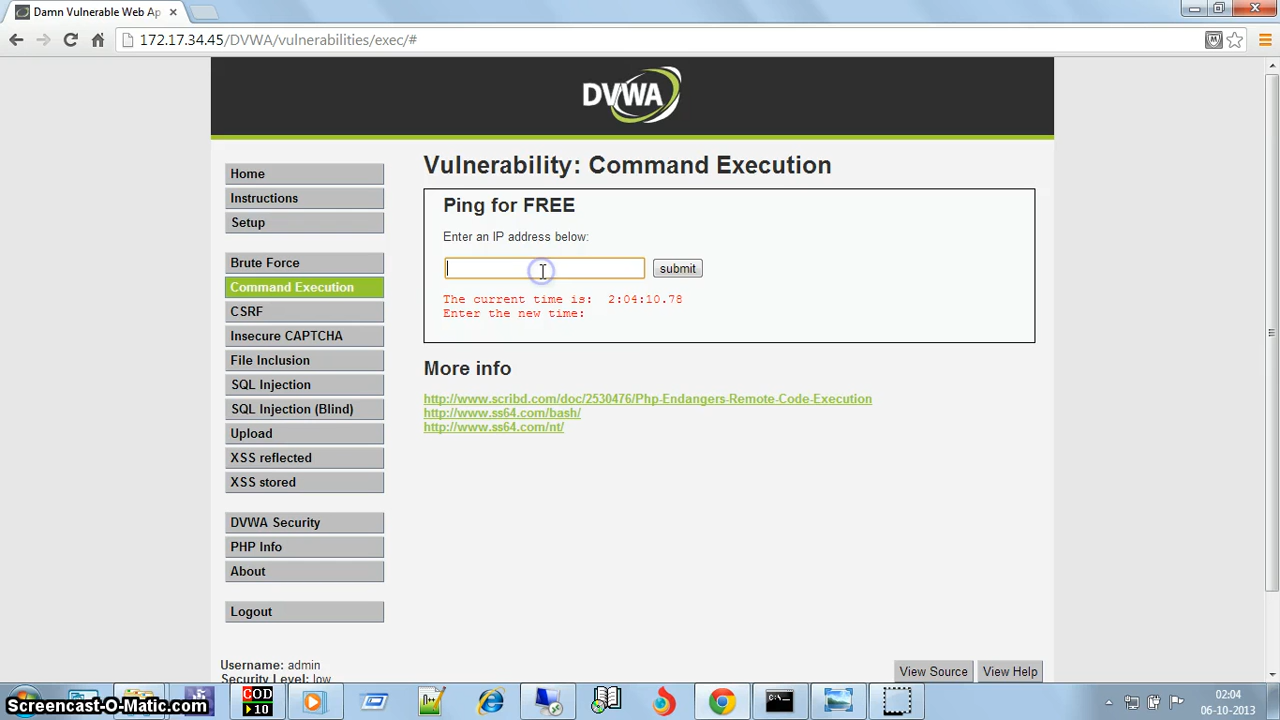 Damn Vulnerable Web Ap
172.17.34.45/DVWA/vulnerabilities/exec/#
DVWA
Home
Instructions
Setup
Brute Force
Command Execution
CSRF
Insecure CAPTCHA
File Inclusion
SQL Injection
SQL Injection (Blind)
Upload
XSS reflected
XSS stored
DVWA Security
PHP Info
About
Logout
Username: admin
Security Level: low
Vulnerability: Command Execution
Ping for FREE
Enter an IP address below:
submit
The current time is:  2:04:10.78
Enter the new time:
More info
http://www.scribd.com/doc/2530476/Php-Endangers-Remote-Code-Execution
http://www.ss64.com/bash/
http://www.ss64.com/nt/
View Source
View Help
COD
10
Screencast-O-Matic.com
02:04
06-10-2013